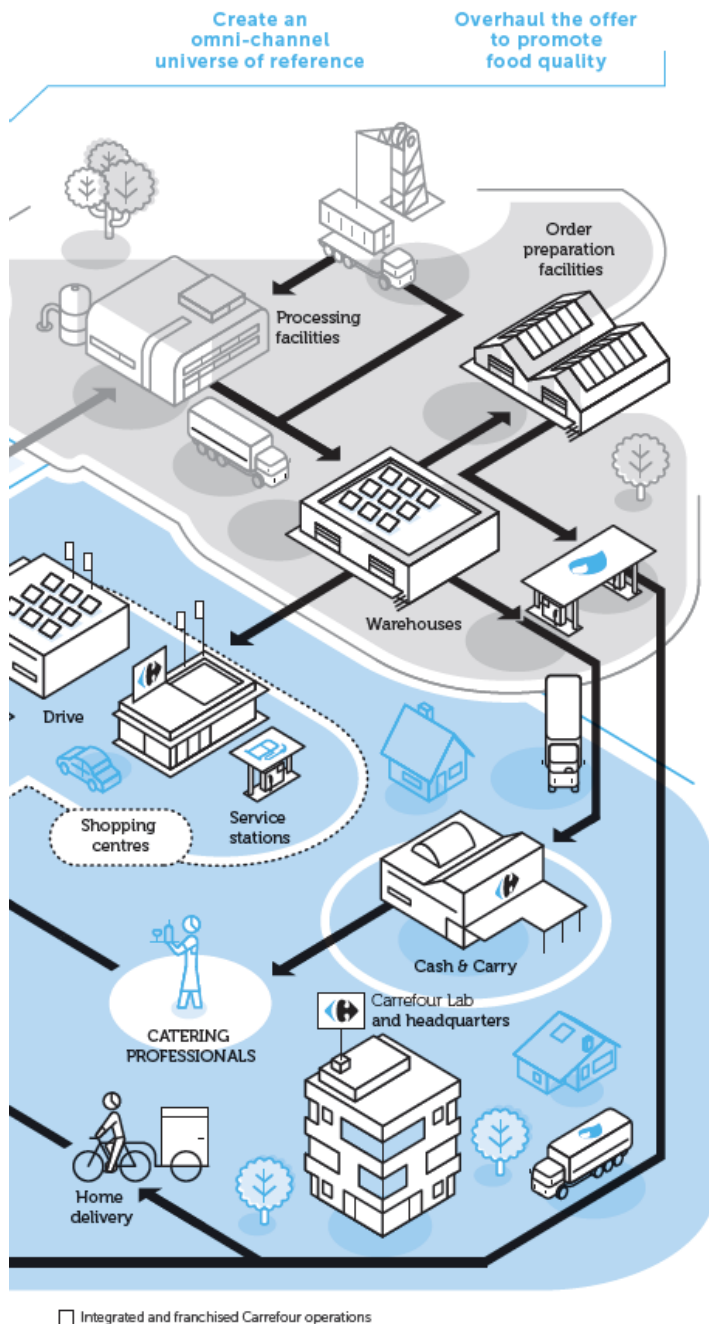 Create an
omni-channel
universe of reference
Overhaul the offer
to promote
food quality
Order
preparation
facilities
Processing
facilities
Warehouses
Drive
Service
stations
Shopping
centres
Cash & Carry
Carrefour Lab
and headquarters
CATERING
PROFESSIONALS
Home
delivery
Integrated and franchised Carrefour operations